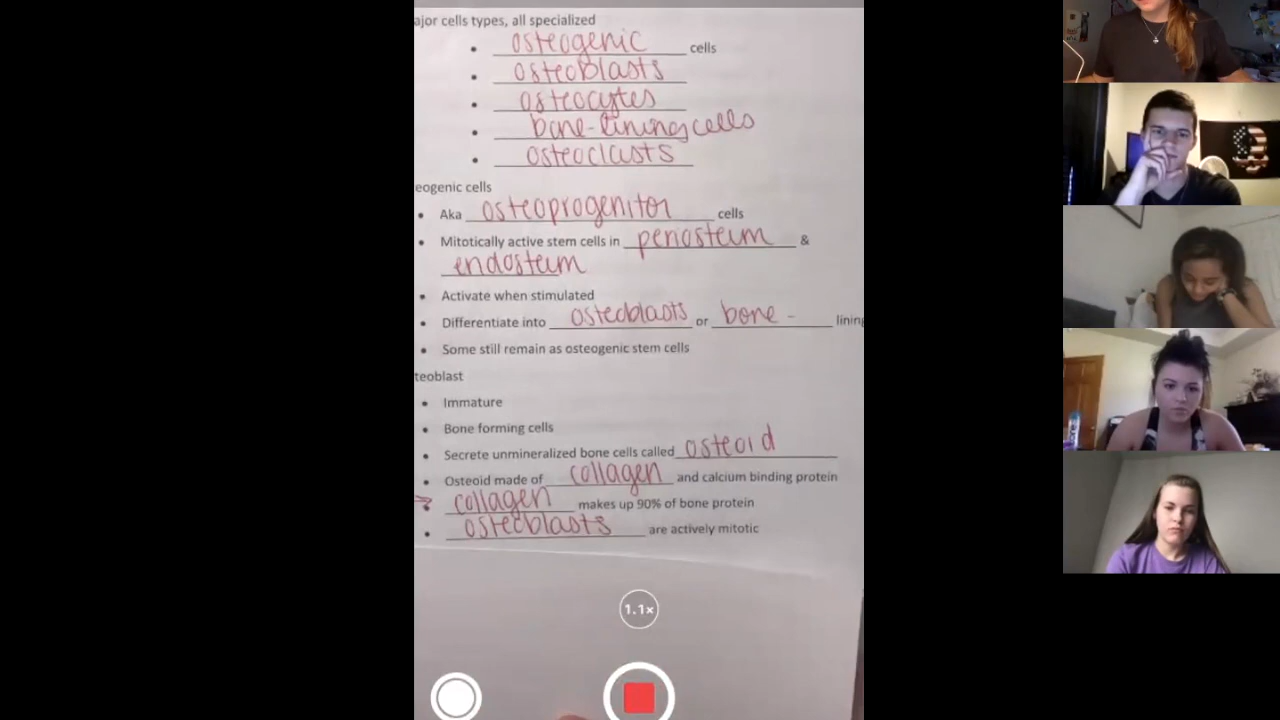 ajor cells types, all specialized
• osteogenic cells
• osteoblasts
• osteocytes
• bone-lining cells
• osteoclasts
eogenic cells
• Aka osteoprogenitor cells
• Mitotically active stem cells in periosteum &
endosteum
• Activate when stimulated
• Differentiate into osteoblasts or bone - lining
• Some still remain as osteogenic stem cells
teoblast
• Immature
• Bone forming cells
• Secrete unmineralized bone cells called osteoid
• Osteoid made of collagen and calcium binding protein
collagen makes up 90% of bone protein
• osteoblasts are actively mitotic
1.1×